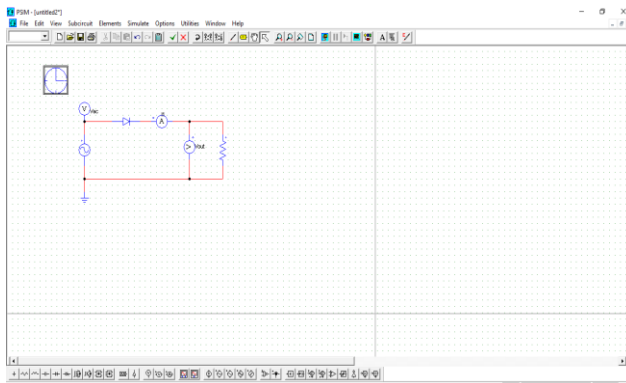 PSIM - [untitled2*]
File Edit View Subcircuit Elements Simulate Options Utilities Window Help
V Vac
A
V Vout